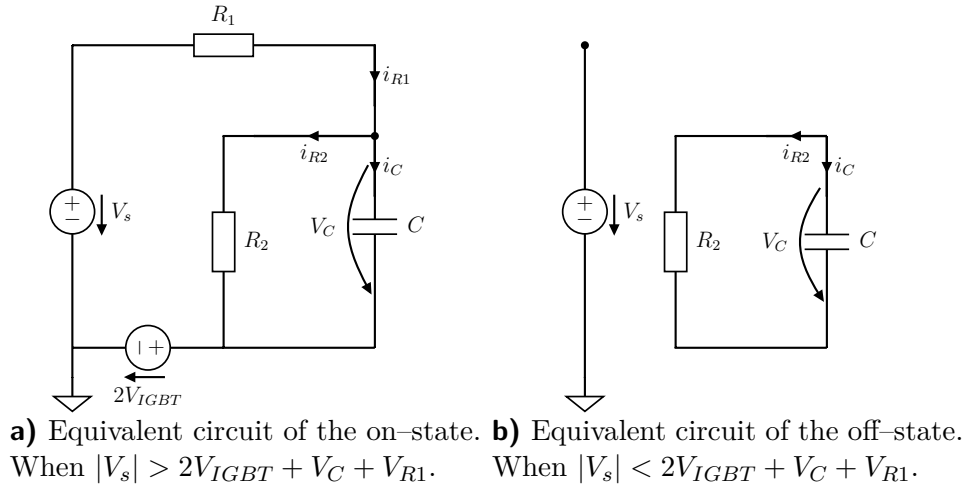 R1
iR1
iR2
iC
+
−
Vs
R2
VC
C
− +
2VIGBT
iR2
iC
+
−
Vs
R2
VC
C
a) Equivalent circuit of the on–state.
When |Vs| > 2VIGBT + VC + VR1.
b) Equivalent circuit of the off–state.
When |Vs| < 2VIGBT + VC + VR1.